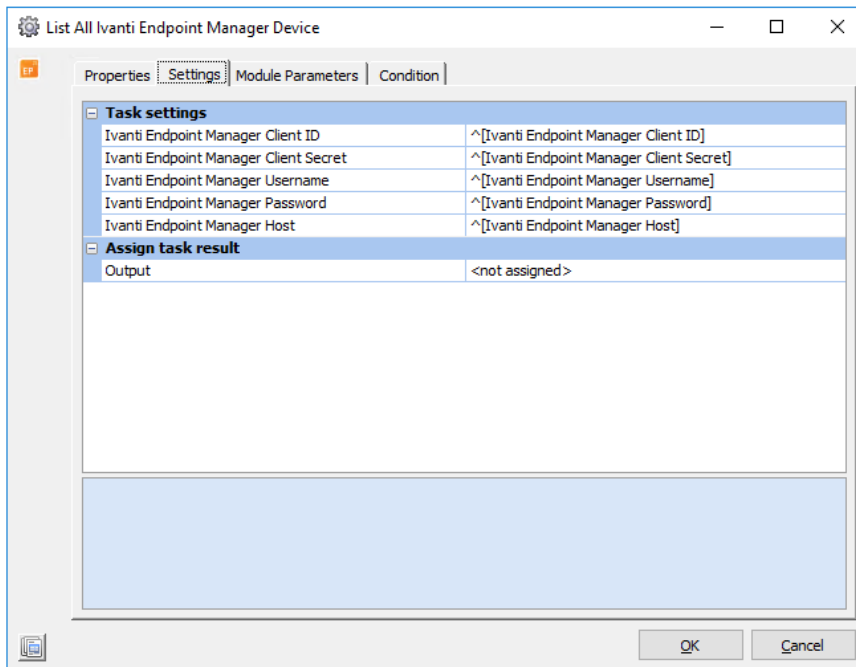 List All Ivanti Endpoint Manager Device
EP
Properties Settings Module Parameters Condition
Task settings
Ivanti Endpoint Manager Client ID ^[Ivanti Endpoint Manager Client ID]
Ivanti Endpoint Manager Client Secret ^[Ivanti Endpoint Manager Client Secret]
Ivanti Endpoint Manager Username ^[Ivanti Endpoint Manager Username]
Ivanti Endpoint Manager Password ^[Ivanti Endpoint Manager Password]
Ivanti Endpoint Manager Host ^[Ivanti Endpoint Manager Host]
Assign task result
Output <not assigned>
OK Cancel